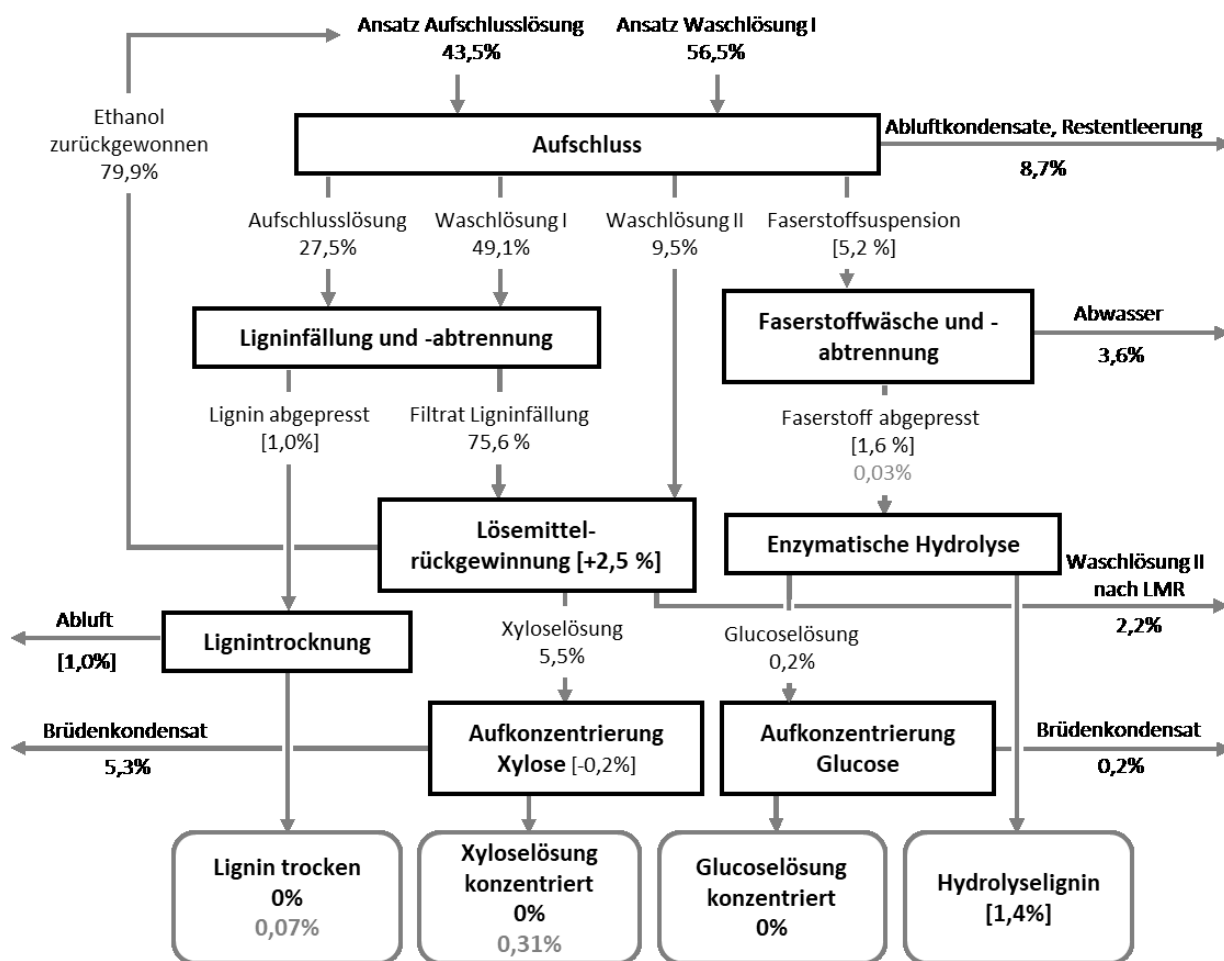 Ansatz Aufschlusslösung
43,5%
Ansatz Waschlösung I
56,5%
Ethanol
zurückgewonnen
79,9%
Aufschluss
Abluftkondensate, Restentleerung
8,7%
Aufschlusslösung
27,5%
Waschlösung I
49,1%
Waschlösung II
9,5%
Faserstoffsuspension
[5,2 %]
Ligninfällung und -abtrennung
Faserstoffwäsche und -
abtrennung
Abwasser
3,6%
Lignin abgepresst
[1,0%]
Filtrat Ligninfällung
75,6 %
Faserstoff abgepresst
[1,6 %]
0,03%
Lösemittel-
rückgewinnung [+2,5 %]
Enzymatische Hydrolyse
Waschlösung II
nach LMR
2,2%
Abluft
[1,0%]
Lignintrocknung
Xyloselösung
5,5%
Glucoselösung
0,2%
Brüdenkondensat
5,3%
Aufkonzentrierung
Xylose [-0,2%]
Aufkonzentrierung
Glucose
Brüdenkondensat
0,2%
Lignin trocken
0%
0,07%
Xyloselösung
konzentriert
0%
0,31%
Glucoselösung
konzentriert
0%
Hydrolyselignin
[1,4%]